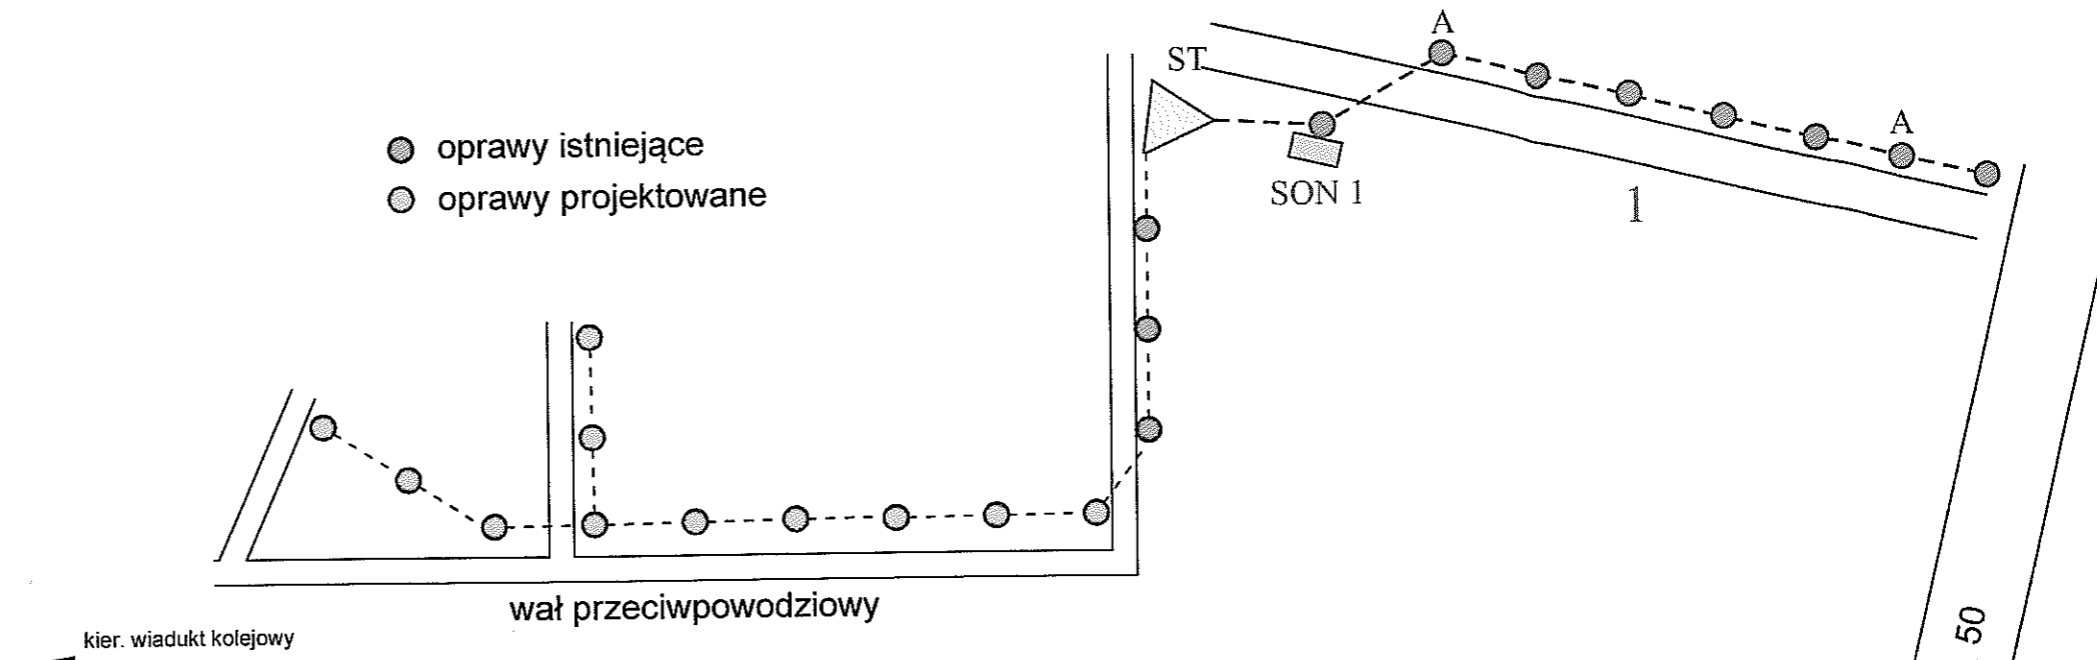 A
ST
oprawy istniejące
A
oprawy projektowane
SON 1
1
wał przeciwpowodziowy
50
kier. wiadukt kolejowy